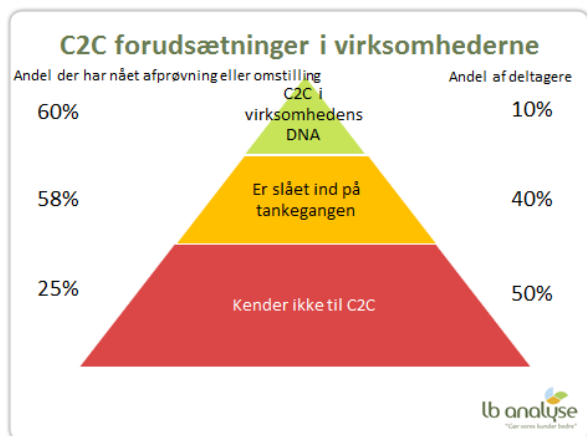 C2C forudsætninger i virksomhederne
Andel der har nået afprøvning eller omstilling
Andel af deltagere
60%
C2C i
virksomhedens
DNA
10%
58%
Er slået ind på
tankegangen
40%
25%
Kender ikke til C2C
50%
lb analyse
"Gør vores kunder bedre"